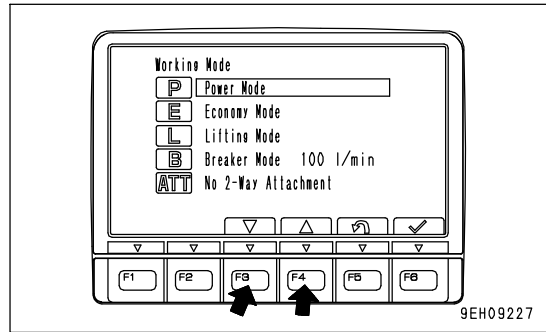 Working Mode
P Power Mode
E Economy Mode
L Lifting Mode
B Breaker Mode 100 l/min
ATT No 2-Way Attachment
F1 F2 F3 F4 F5 F6
9EH09227